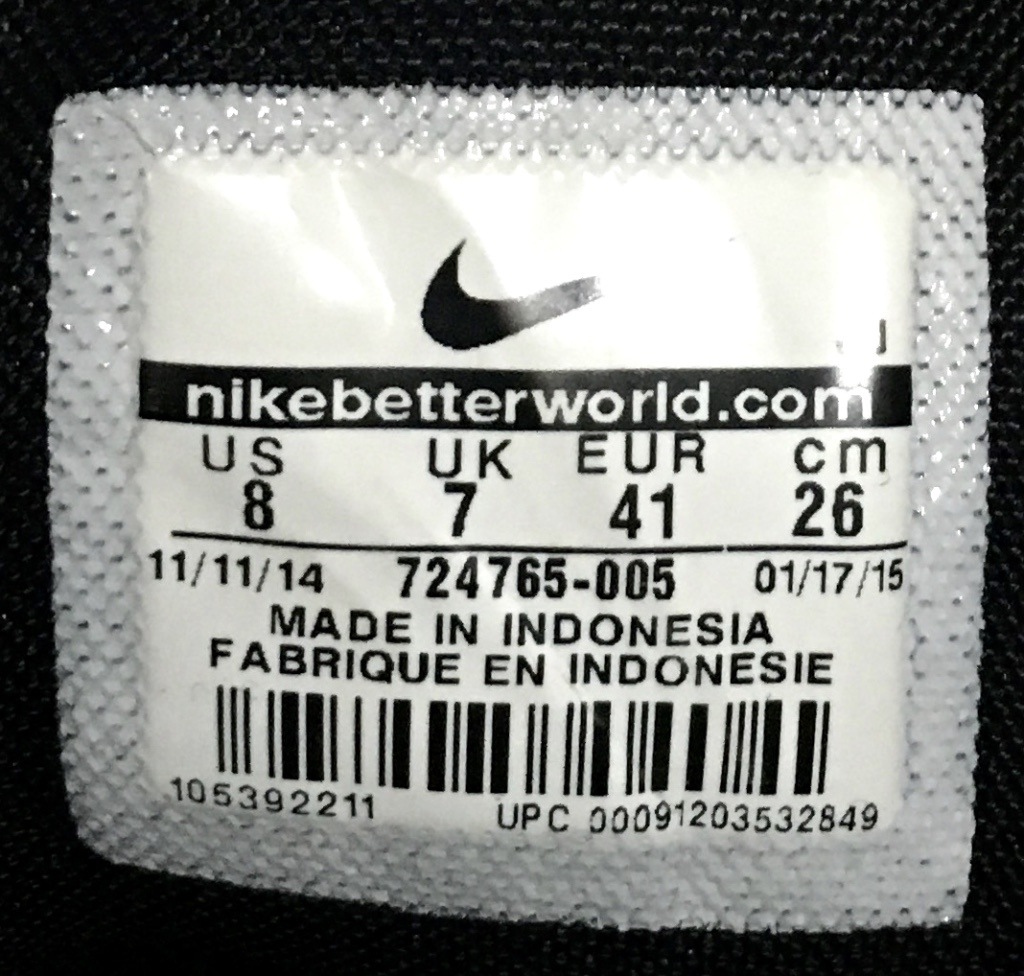 nikebetterworld.com
US UK EUR cm
8 7 41 26
11/11/14 724765-005 01/17/15
MADE IN INDONESIA
FABRIQUE EN INDONESIE
105392211 UPC 00091203532849